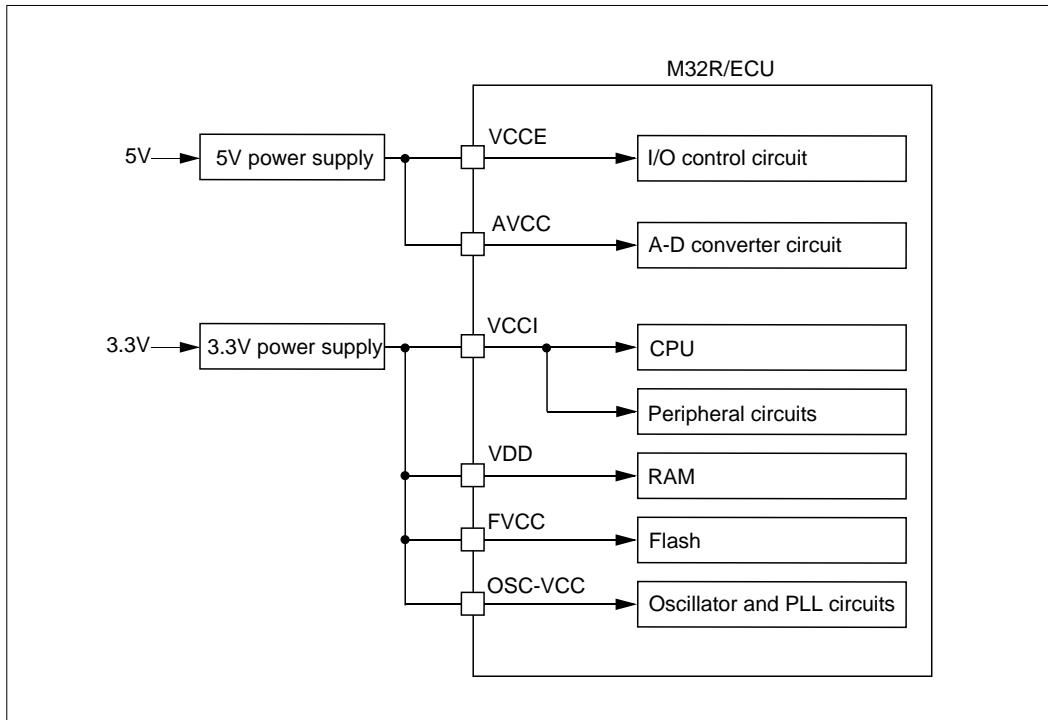 M32R/ECU
VCCE
5V
5V power supply
I/O control circuit
AVCC
A-D converter circuit
VCCI
3.3V
3.3V power supply
CPU
Peripheral circuits
VDD
RAM
FVCC
Flash
OSC-VCC
Oscillator and PLL circuits